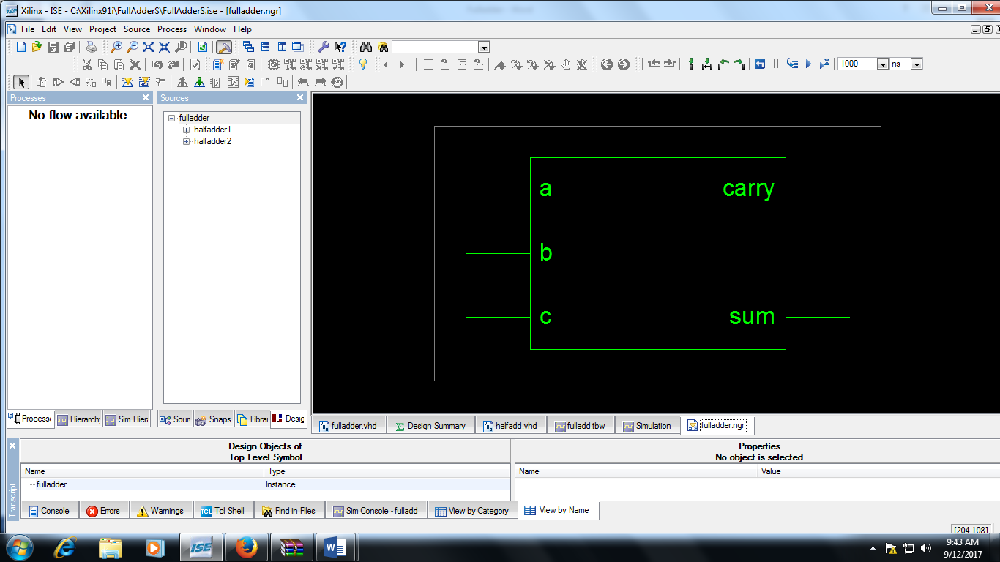 Xilinx - ISE - C:\Xilinx91i\FullAdderS\FullAdderS.ise - [fulladder.ngr]
File Edit View Project Source Process Window Help
1000 ns
Processes
Sources
No flow available.
fulladder
halfadder1
halfadder2
a
carry
b
c
sum
Processe Hierarch Sim Hiera Sour Snaps Librar Desig
fulladder.vhd Design Summary halfadd.vhd fulladd.tbw Simulation fulladder.ngr
Design Objects of
Top Level Symbol
Properties
No object is selected
Name Type
Name Value
fulladder Instance
Transcript
Console Errors Warnings TCL Tcl Shell Find in Files Sim Console - fulladd View by Category View by Name
[204,108]
ISE
9:43 AM
9/12/2017